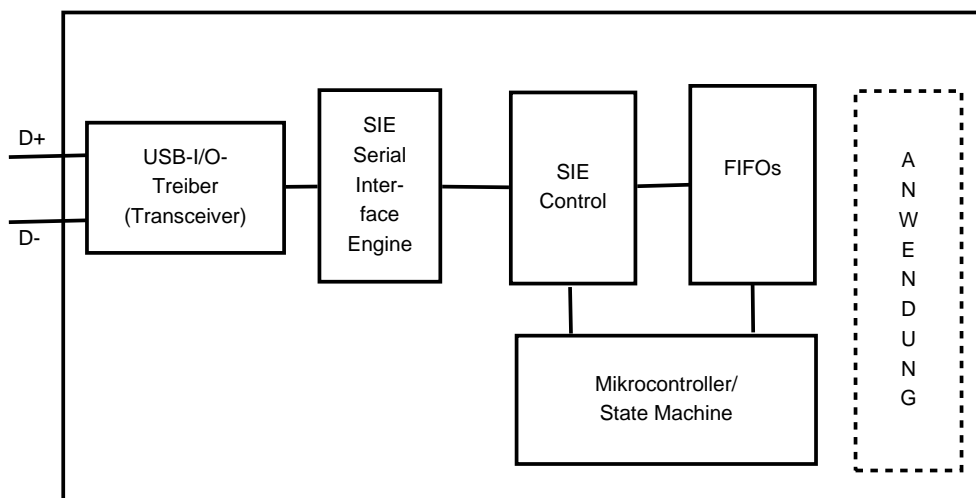 D+
D-
USB-I/O-
Treiber
(Transceiver)
SIE
Serial
Inter-
face
Engine
SIE
Control
FIFOs
Mikrocontroller/
State Machine
A
N
W
E
N
D
U
N
G